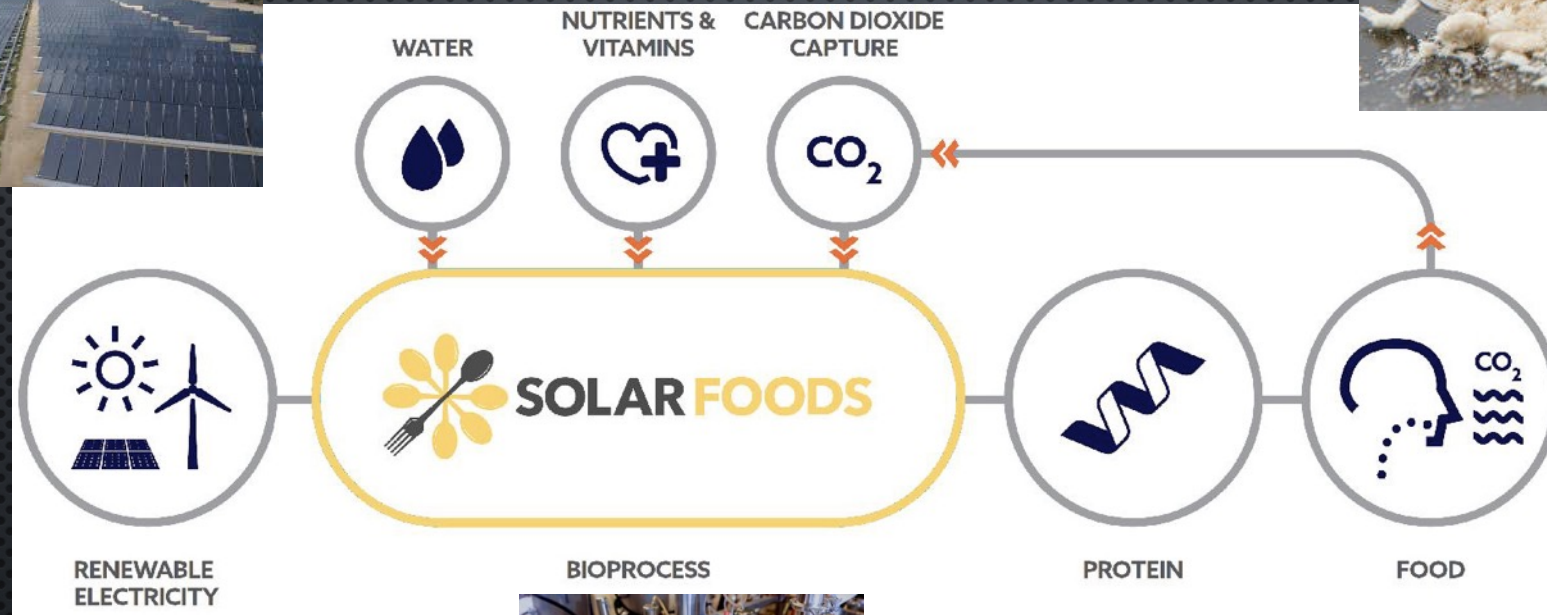 WATER
NUTRIENTS &
VITAMINS
CARBON DIOXIDE
CAPTURE
CO₂
SOLAR FOODS
CO₂
RENEWABLE
ELECTRICITY
BIOPROCESS
PROTEIN
FOOD